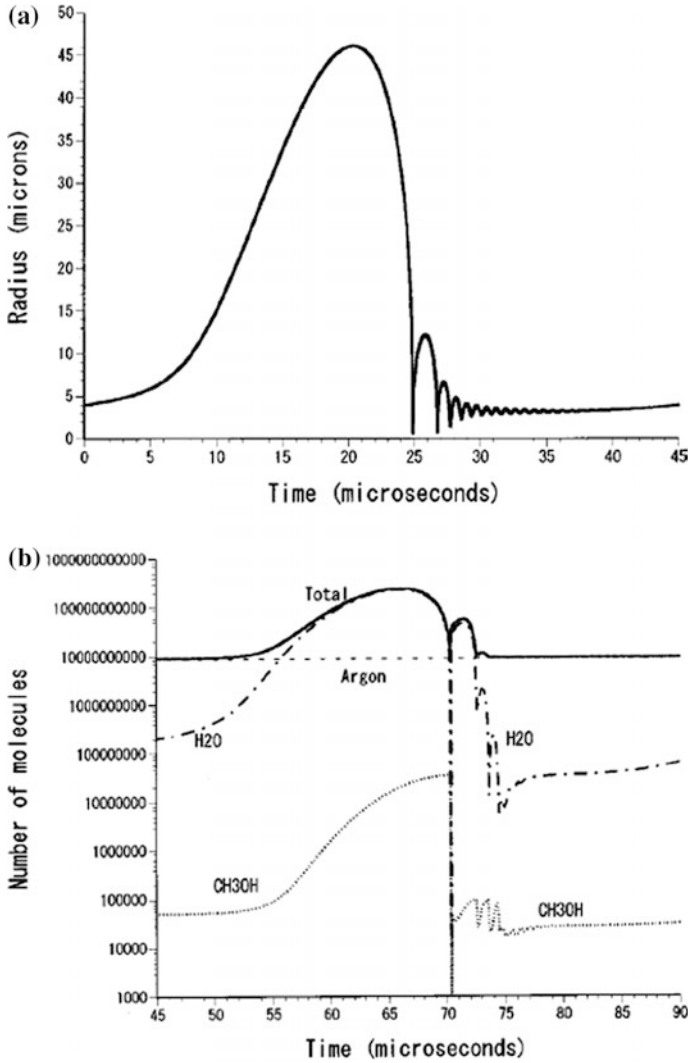 (a)
50
45
40
35
30
25
20
15
10
5
0
Radius (microns)
0 5 10 15 20 25 30 35 40 45
Time (microseconds)
(b)
1000000000000
100000000000
10000000000
1000000000
100000000
10000000
1000000
100000
10000
1000
Number of molecules
Total
Argon
H2O
H2O
CH3OH
CH3OH
45 50 55 60 65 70 75 80 85 90
Time (microseconds)